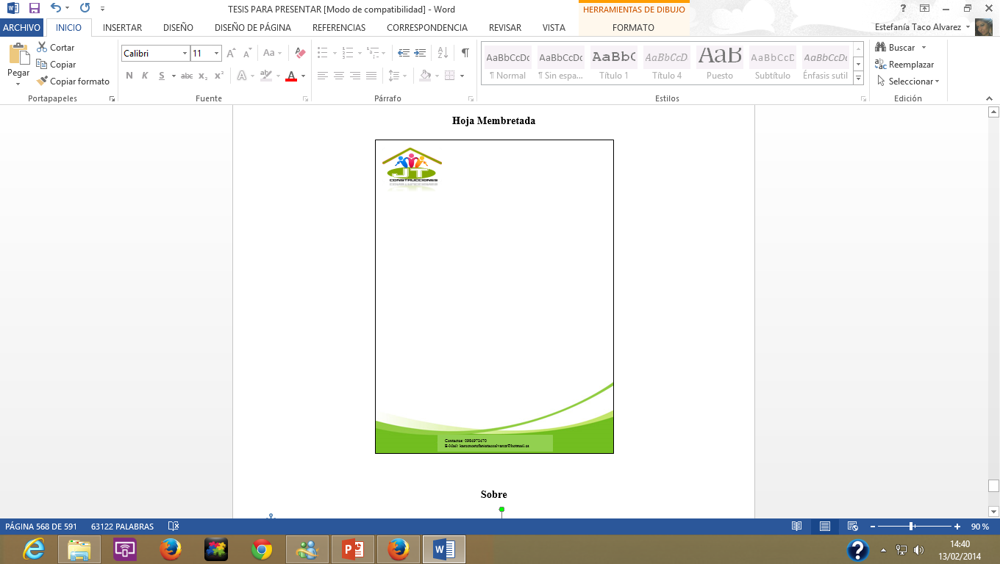 TESIS PARA PRESENTAR [Modo de compatibilidad] - Word
HERRAMIENTAS DE DIBUJO
ARCHIVO INICIO INSERTAR DISEÑO DISEÑO DE PÁGINA REFERENCIAS CORRESPONDENCIA REVISAR VISTA FORMATO Estefanía Taco Alvarez
Pegar
Cortar
Copiar
Copiar formato
Portapapeles
Calibri 11
N K S abc x₂ x²
Fuente
Párrafo
AaBbCcDc AaBbCcDc AaBbC AaBbCcD AaB AaBbCcD AaBbCcDc
¶ Normal ¶ Sin espa... Título 1 Título 4 Puesto Subtítulo Énfasis sutil
Estilos
Buscar
Reemplazar
Seleccionar
Edición
Hoja Membretada
JT
CONSTRUCCIONES
Contactos: 0984973470
E-Mail:
Sobre
PÁGINA 568 DE 591 63122 PALABRAS 90 %
14:40
13/02/2014